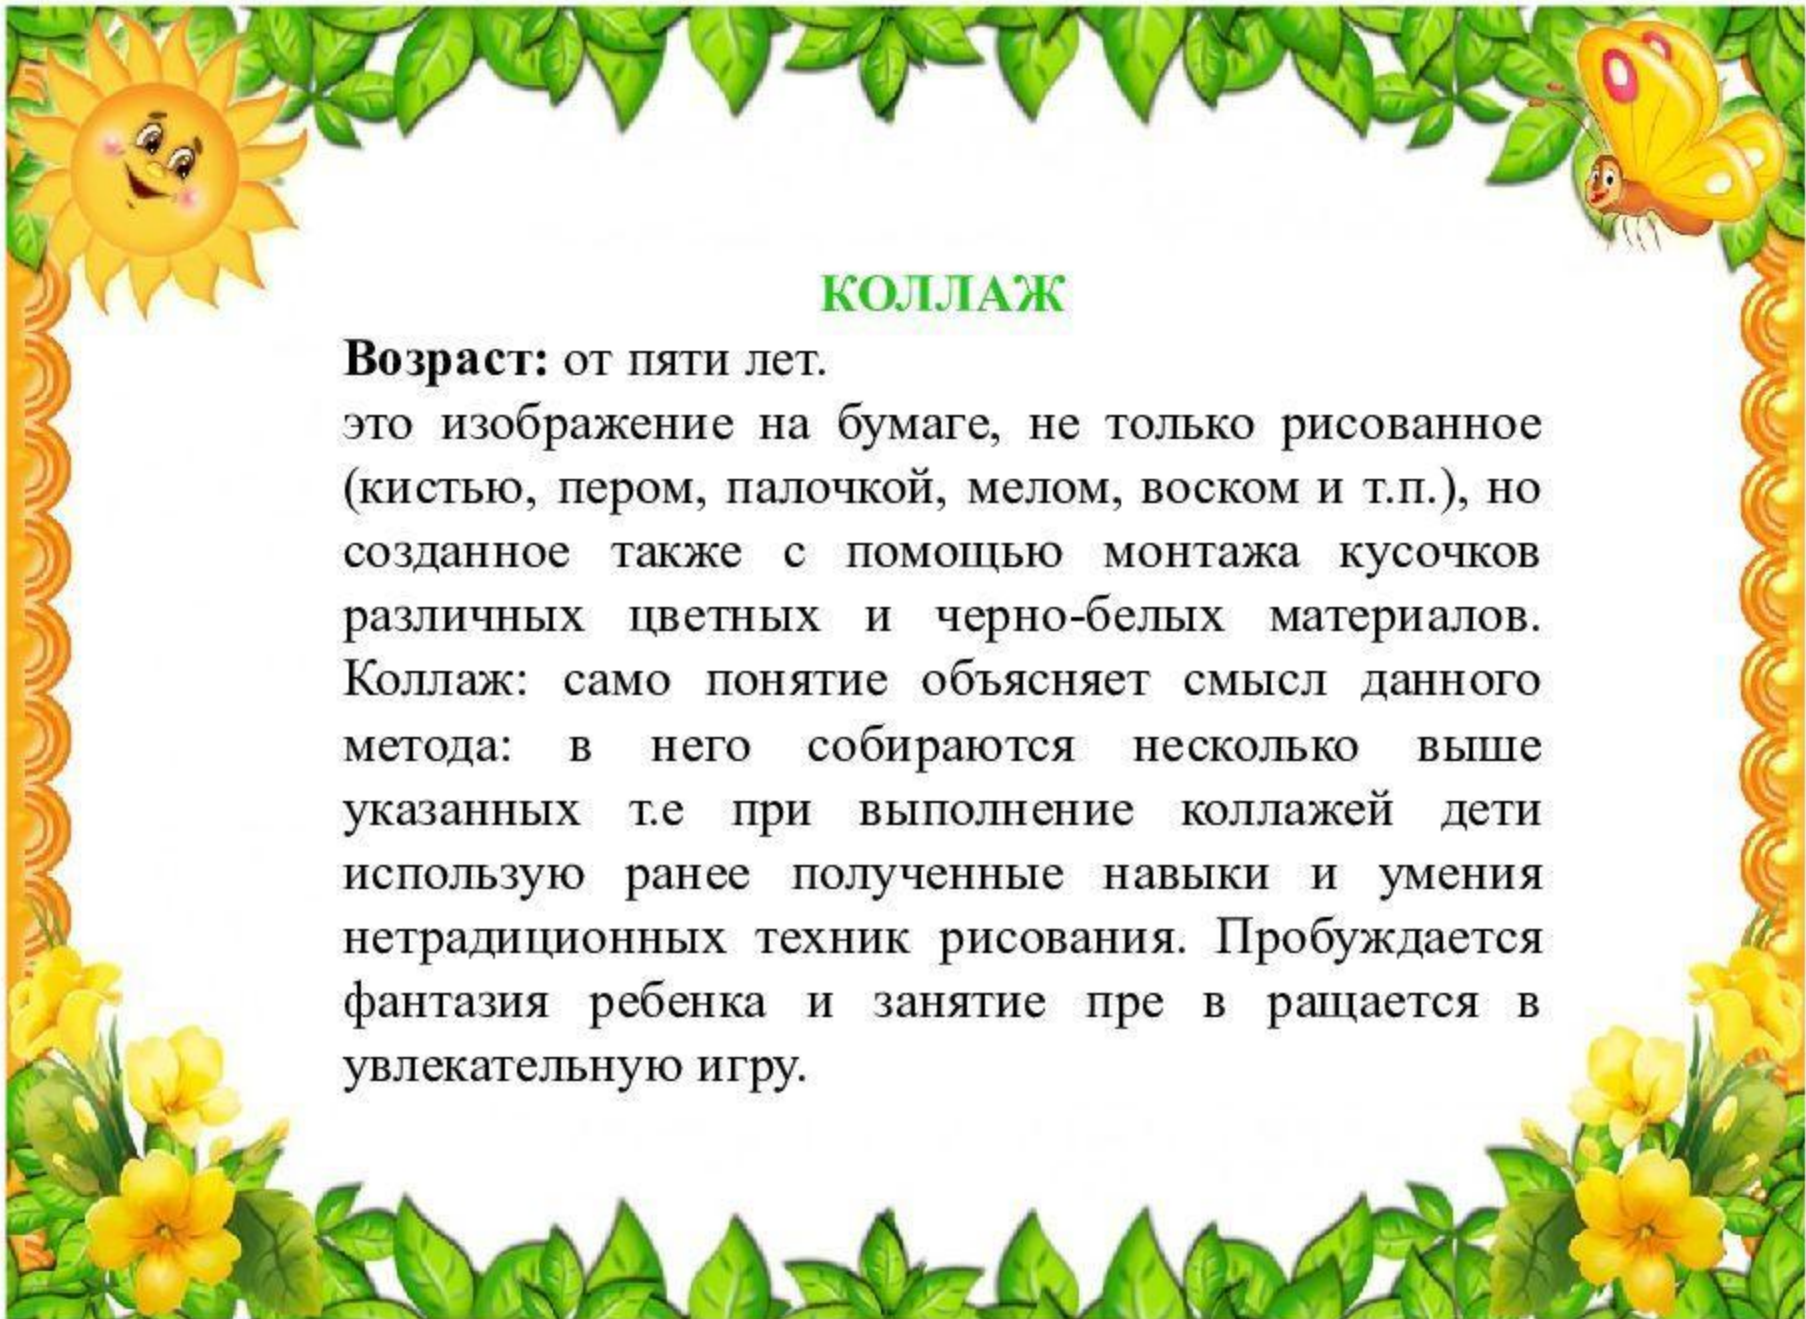 КОЛЛАЖ
Возраст: от пяти лет.
это изображение на бумаге, не только рисованное
(кистью, пером, палочкой, мелом, воском и т.п.), но
созданное также с помощью монтажа кусочков
различных цветных и черно-белых материалов.
Коллаж: само понятие объясняет смысл данного
метода: в него собираются несколько выше
указанных т.е при выполнение коллажей дети
использую ранее полученные навыки и умения
нетрадиционных техник рисования. Пробуждается
фантазия ребенка и занятие пре в ращается в
увлекательную игру.